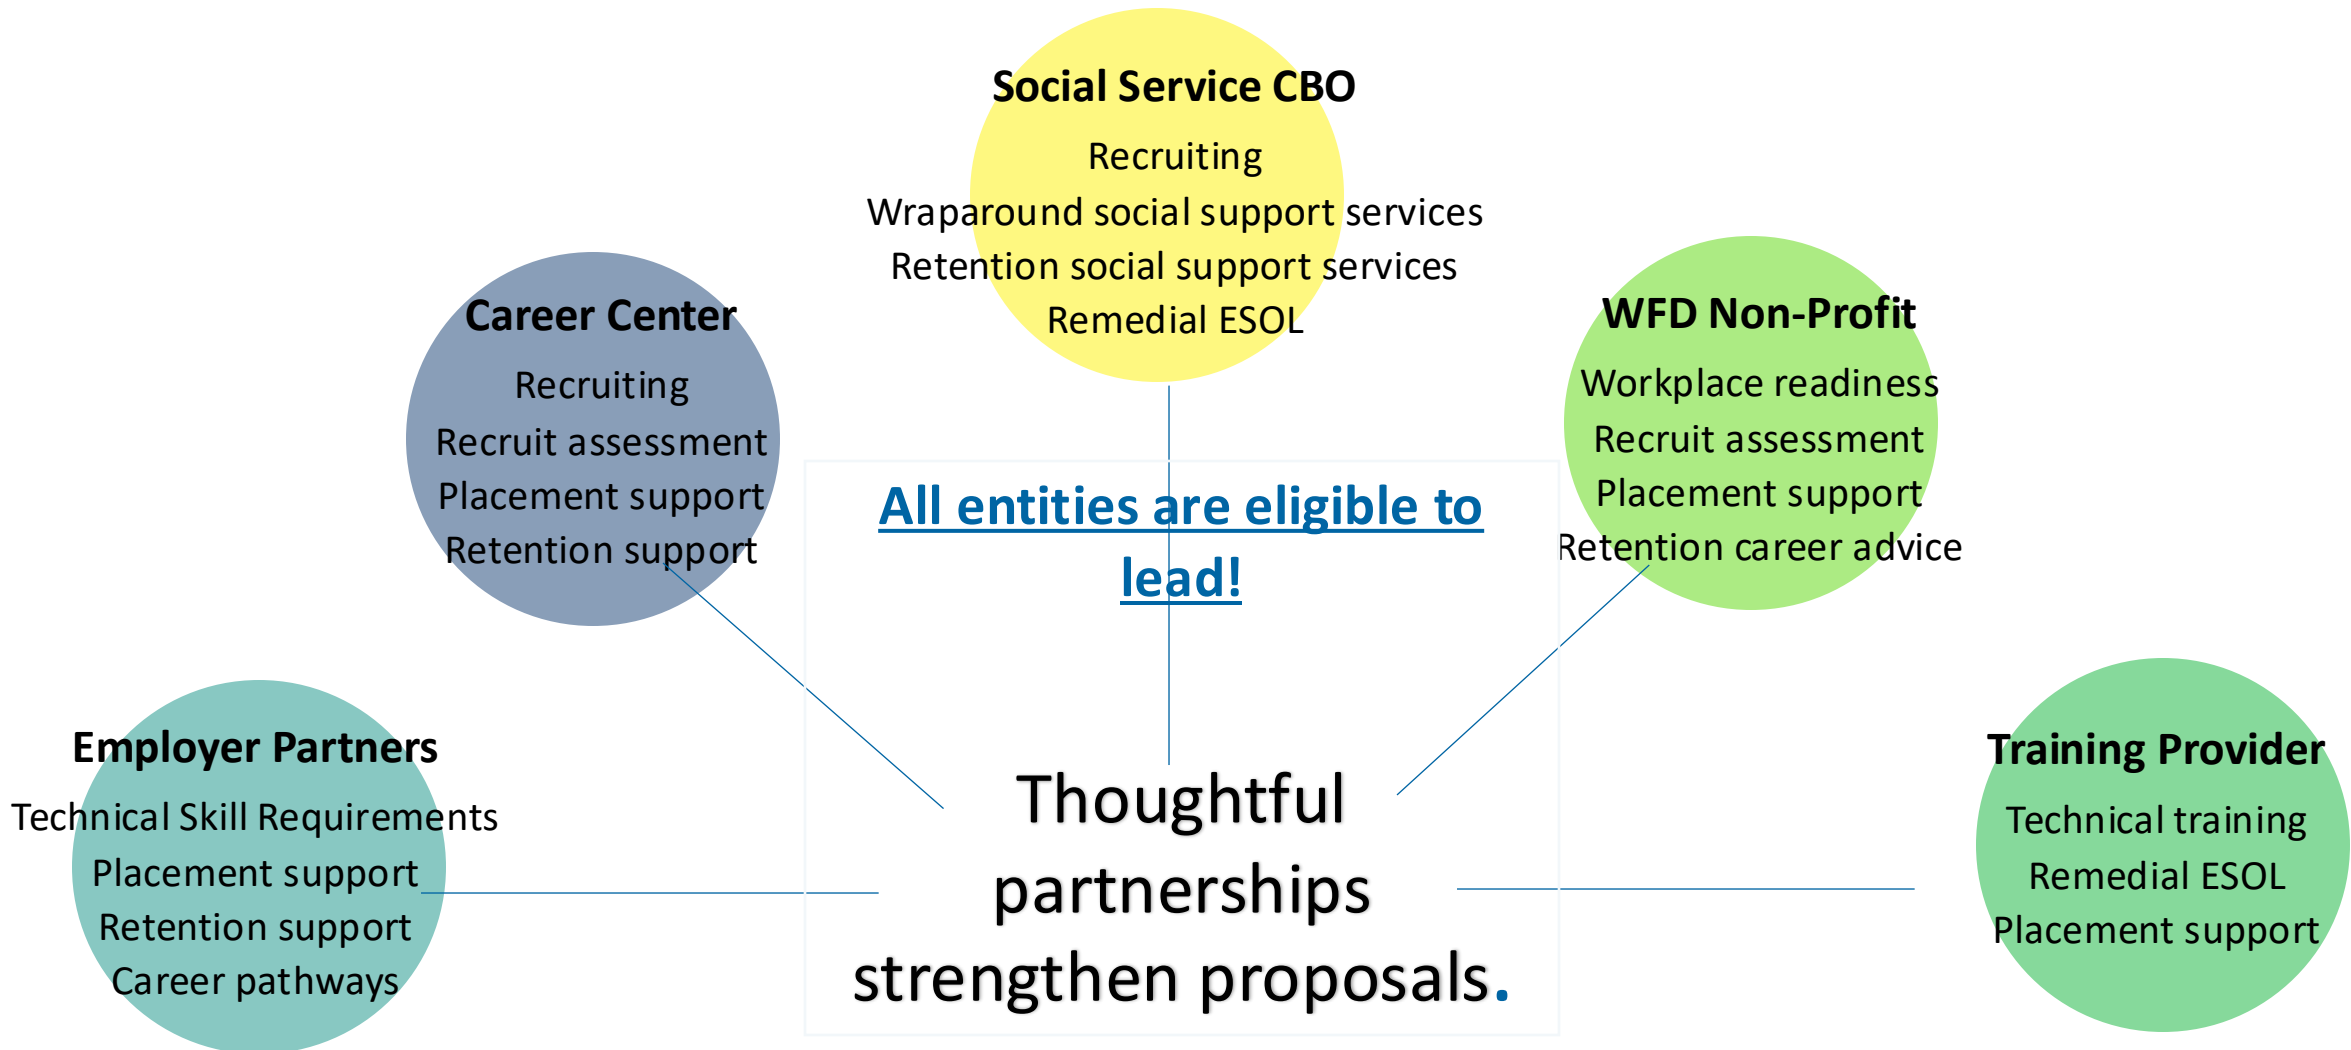 Social Service CBO
Recruiting
Wraparound social support services
Retention social support services
Remedial ESOL
Career Center
Recruiting
Recruit assessment
Placement support
Retention support
WFD Non-Profit
Workplace readiness
Recruit assessment
Placement support
Retention career advice
All entities are eligible to
lead!
Employer Partners
Technical Skill Requirements
Placement support
Retention support
Career pathways
Thoughtful
partnerships
strengthen proposals.
Training Provider
Technical training
Remedial ESOL
Placement support